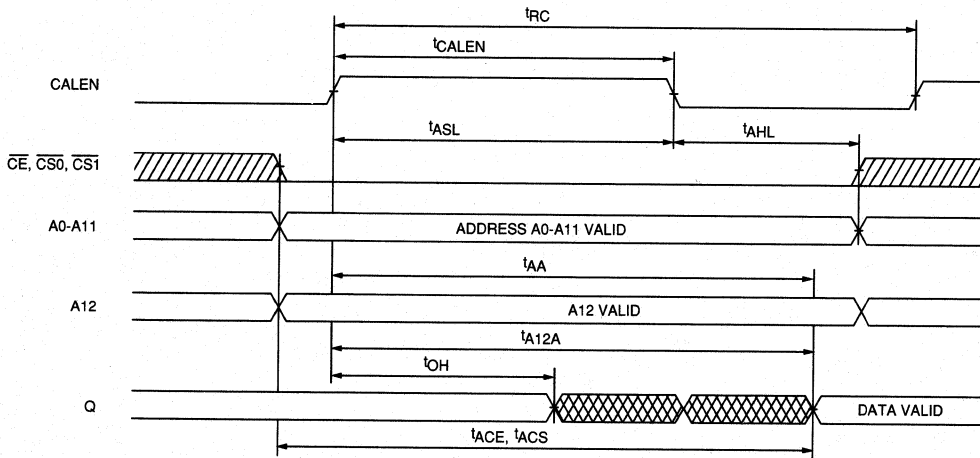 tRC
tCALEN
CALEN
tASL
tAHL
CE, CS0, CS1
A0-A11
ADDRESS A0-A11 VALID
tAA
A12
A12 VALID
tA12A
tOH
Q
DATA VALID
tACE, tACS